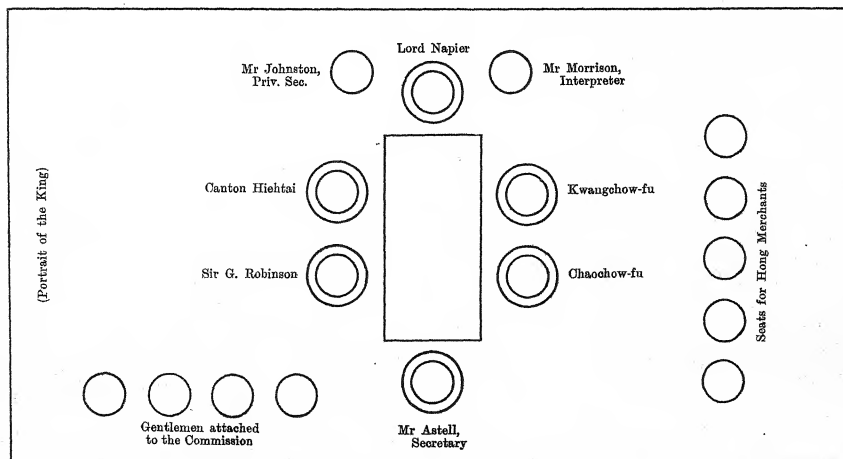 Lord Napier
Mr Johnston,
Priv. Sec.
Mr Morrison,
Interpreter
(Portrait of the King)
Canton Hiehtai
Kwangchow-fu
Sir G. Robinson
Chaochow-fu
Seats for Hong Merchants
Gentlemen attached
to the Commission
Mr Astell,
Secretary